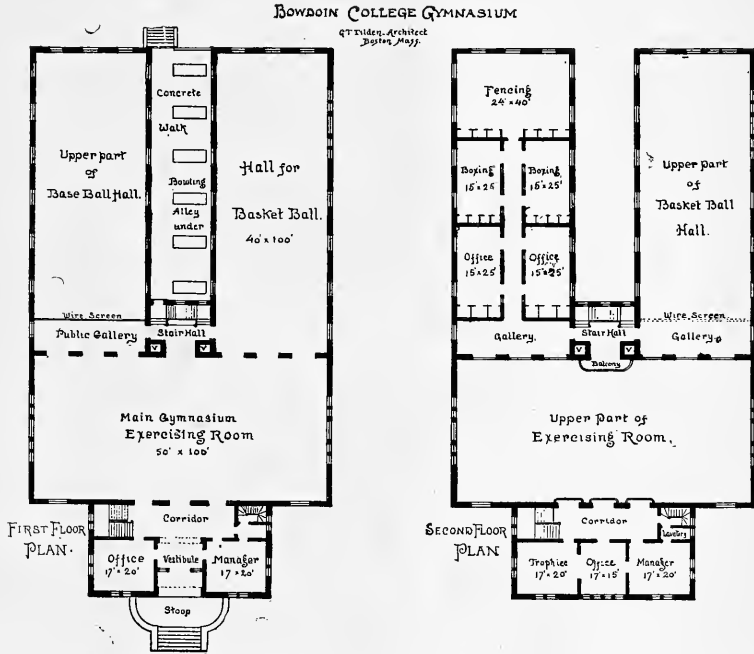 BOWDOIN COLLEGE GYMNASIUM
G T Tilden - Architect
Boston Mass.
Concrete
Walk
Upper part
of
Base Ball Hall.
Bowling
Alley
under
Hall for
Basket Ball.
40' x 100'
Wire Screen
Public Gallery
Stair Hall
V
V
Main Gymnasium
Exercising Room
50' x 100'
FIRST FLOOR
PLAN.
Corridor
Office
17' x 20'
Vestibule
Manager
17 x 20'
Stoop
Fencing
24' x 40'
Boxing
15' x 25
Boxing
15' x 25'
Office
15' x 25'
Office
15' x 25'
Upper part
of
Basket Ball
Hall.
Wire Screen
Gallery.
Stair Hall
Gallery.
V
V
Balcony
Upper Part of
Exercising Room.
SECOND FLOOR
PLAN
Corridor
Lavatory
Trophies
17' x 20'
Office
17' x 15'
Manager
17' x 20'